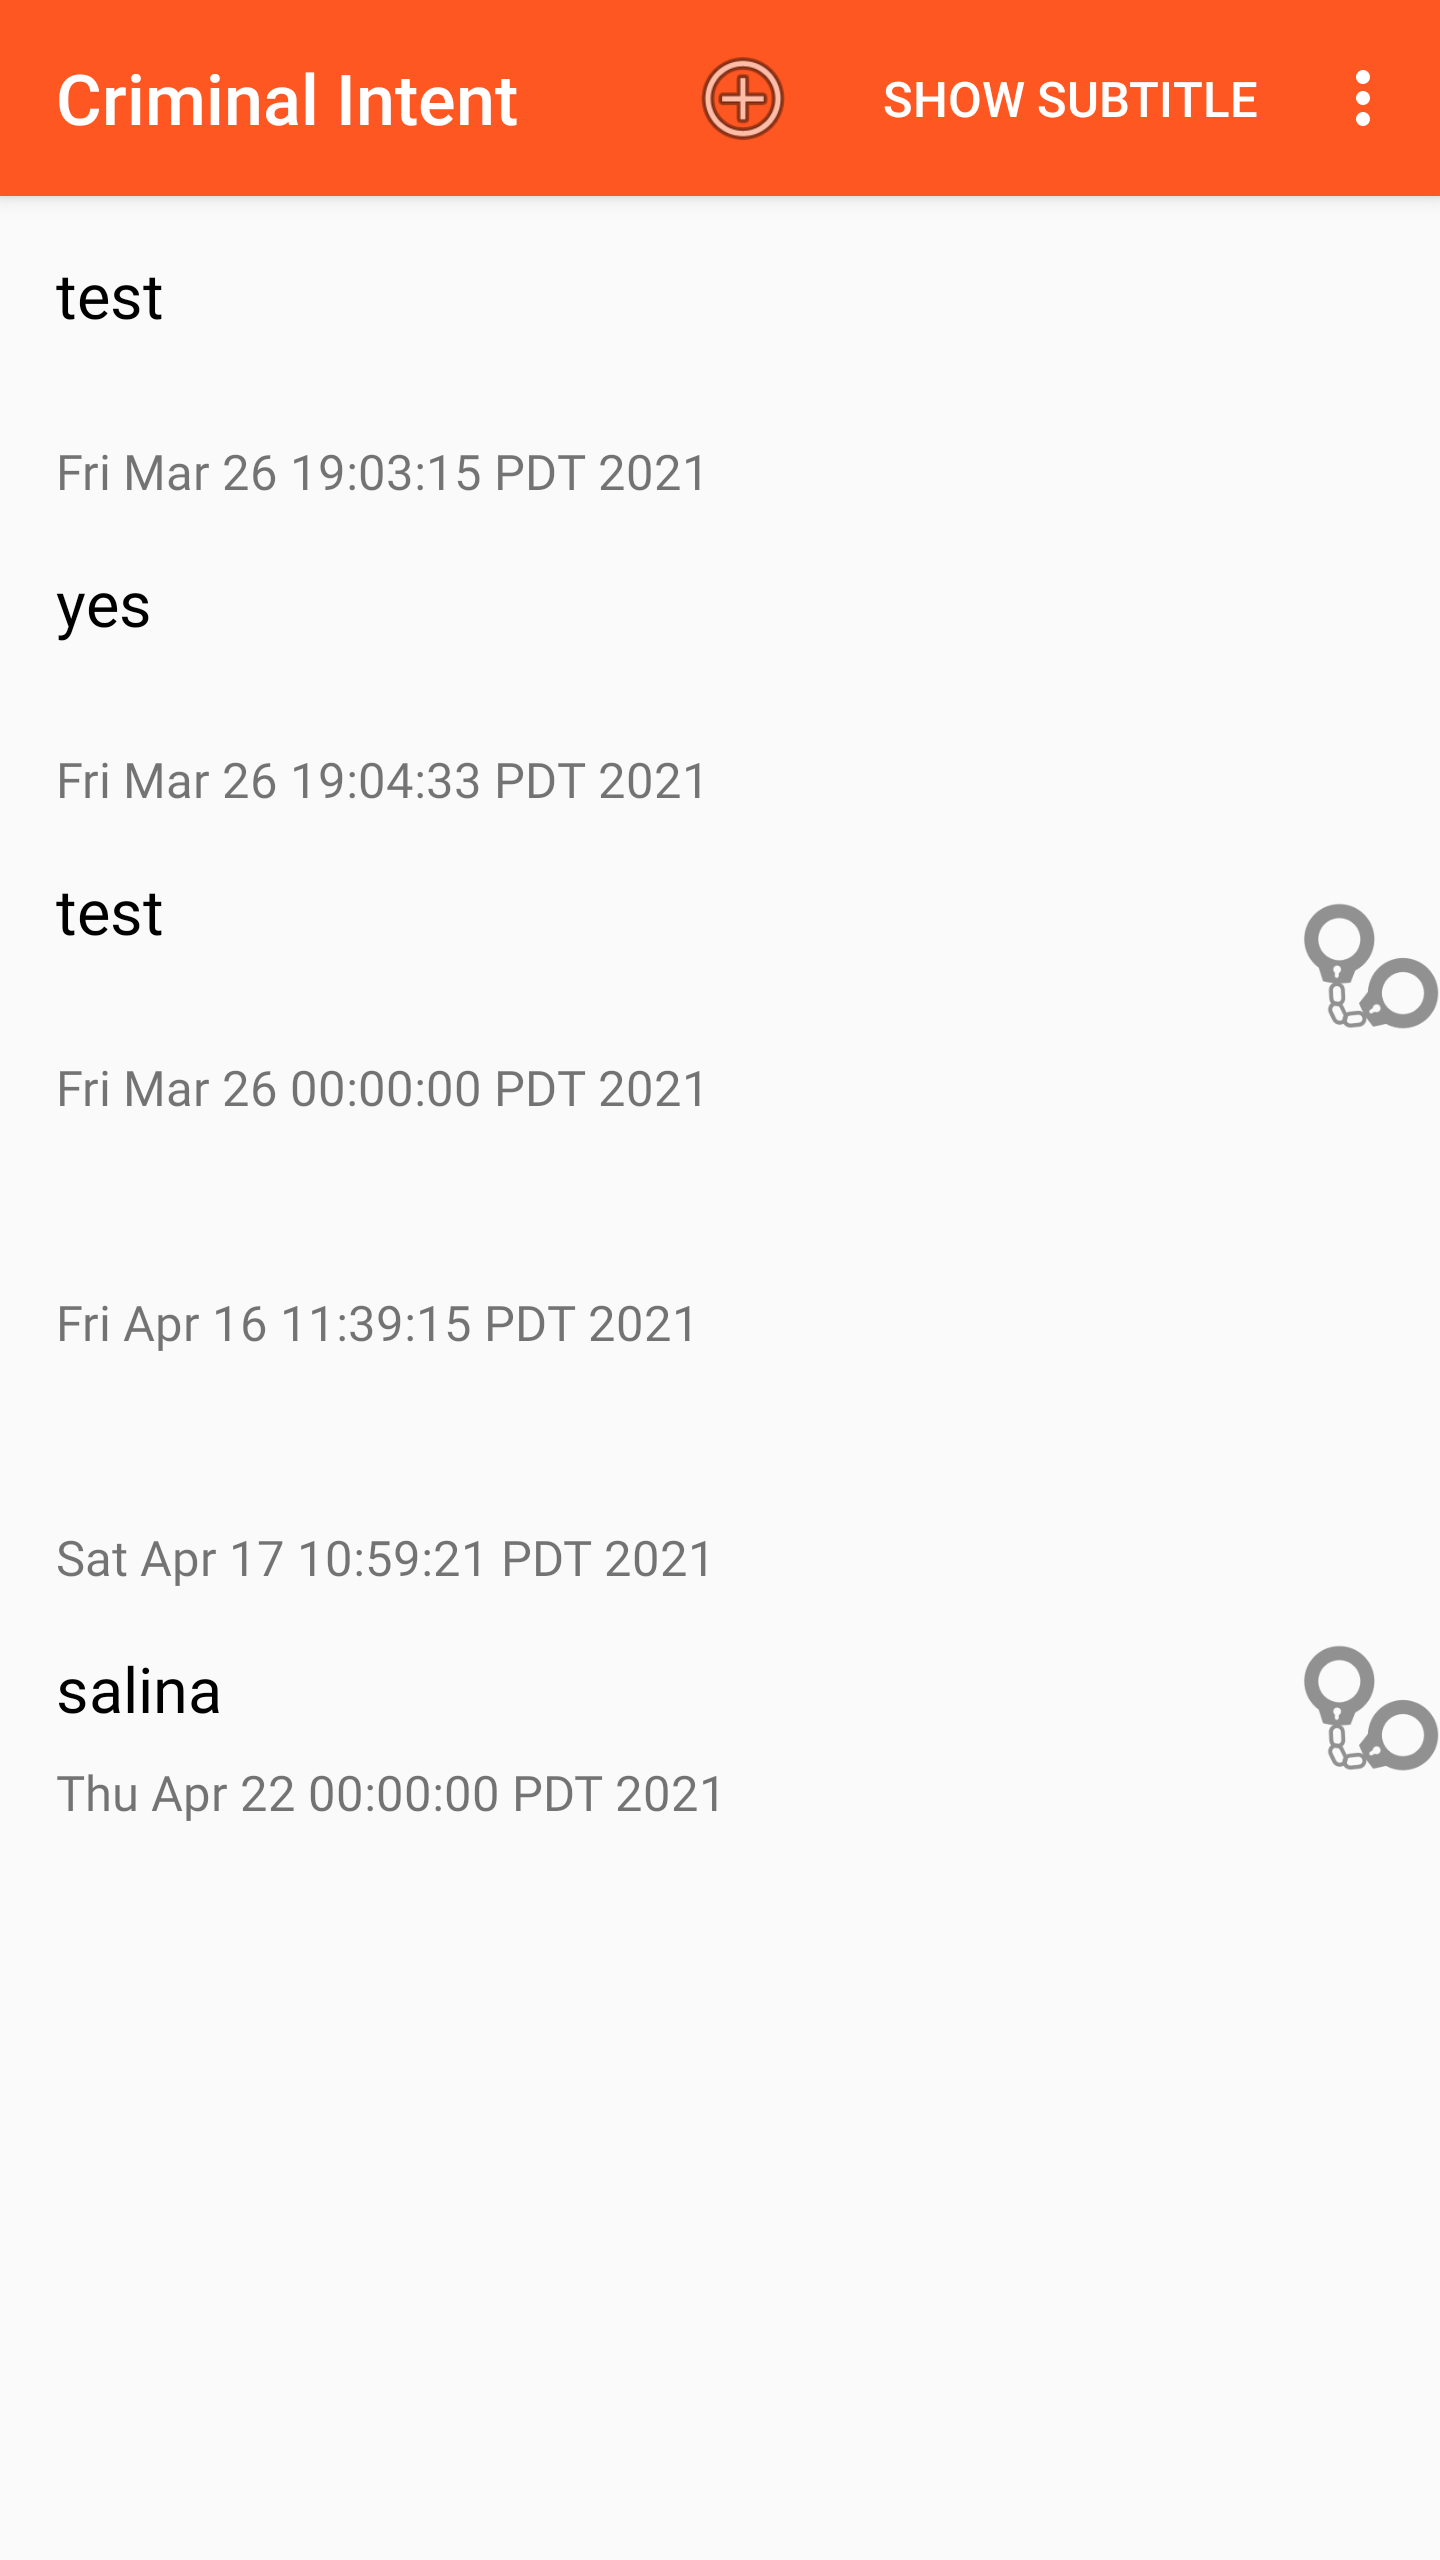 Criminal Intent SHOW SUBTITLE
test
Fri Mar 26 19:03:15 PDT 2021
yes
Fri Mar 26 19:04:33 PDT 2021
test
Fri Mar 26 00:00:00 PDT 2021
Fri Apr 16 11:39:15 PDT 2021
Sat Apr 17 10:59:21 PDT 2021
salina
Thu Apr 22 00:00:00 PDT 2021